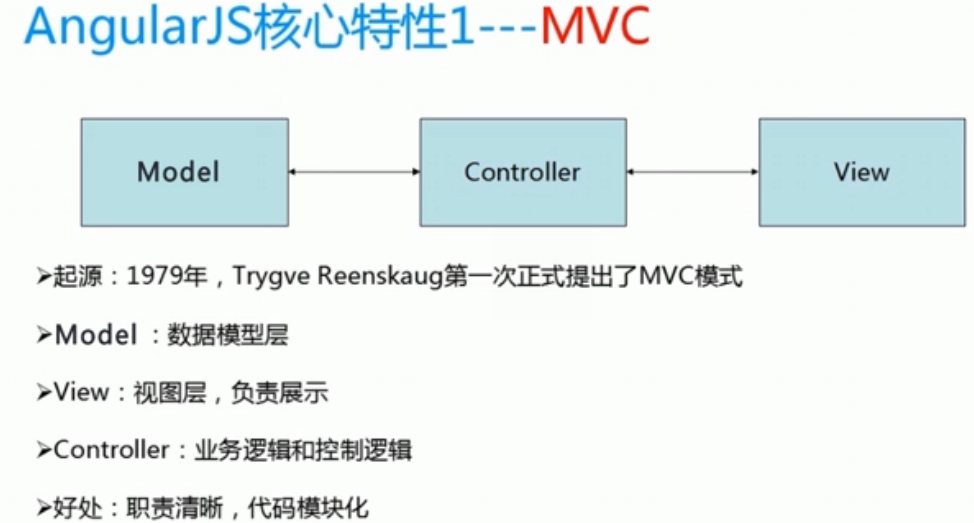 AngularJS核心特性1---MVC
Model
Controller
View
➢起源：1979年，Trygve Reenskaug第一次正式提出了MVC模式
➢Model ：数据模型层
➢View：视图层，负责展示
➢Controller：业务逻辑和控制逻辑
➢好处：职责清晰，代码模块化